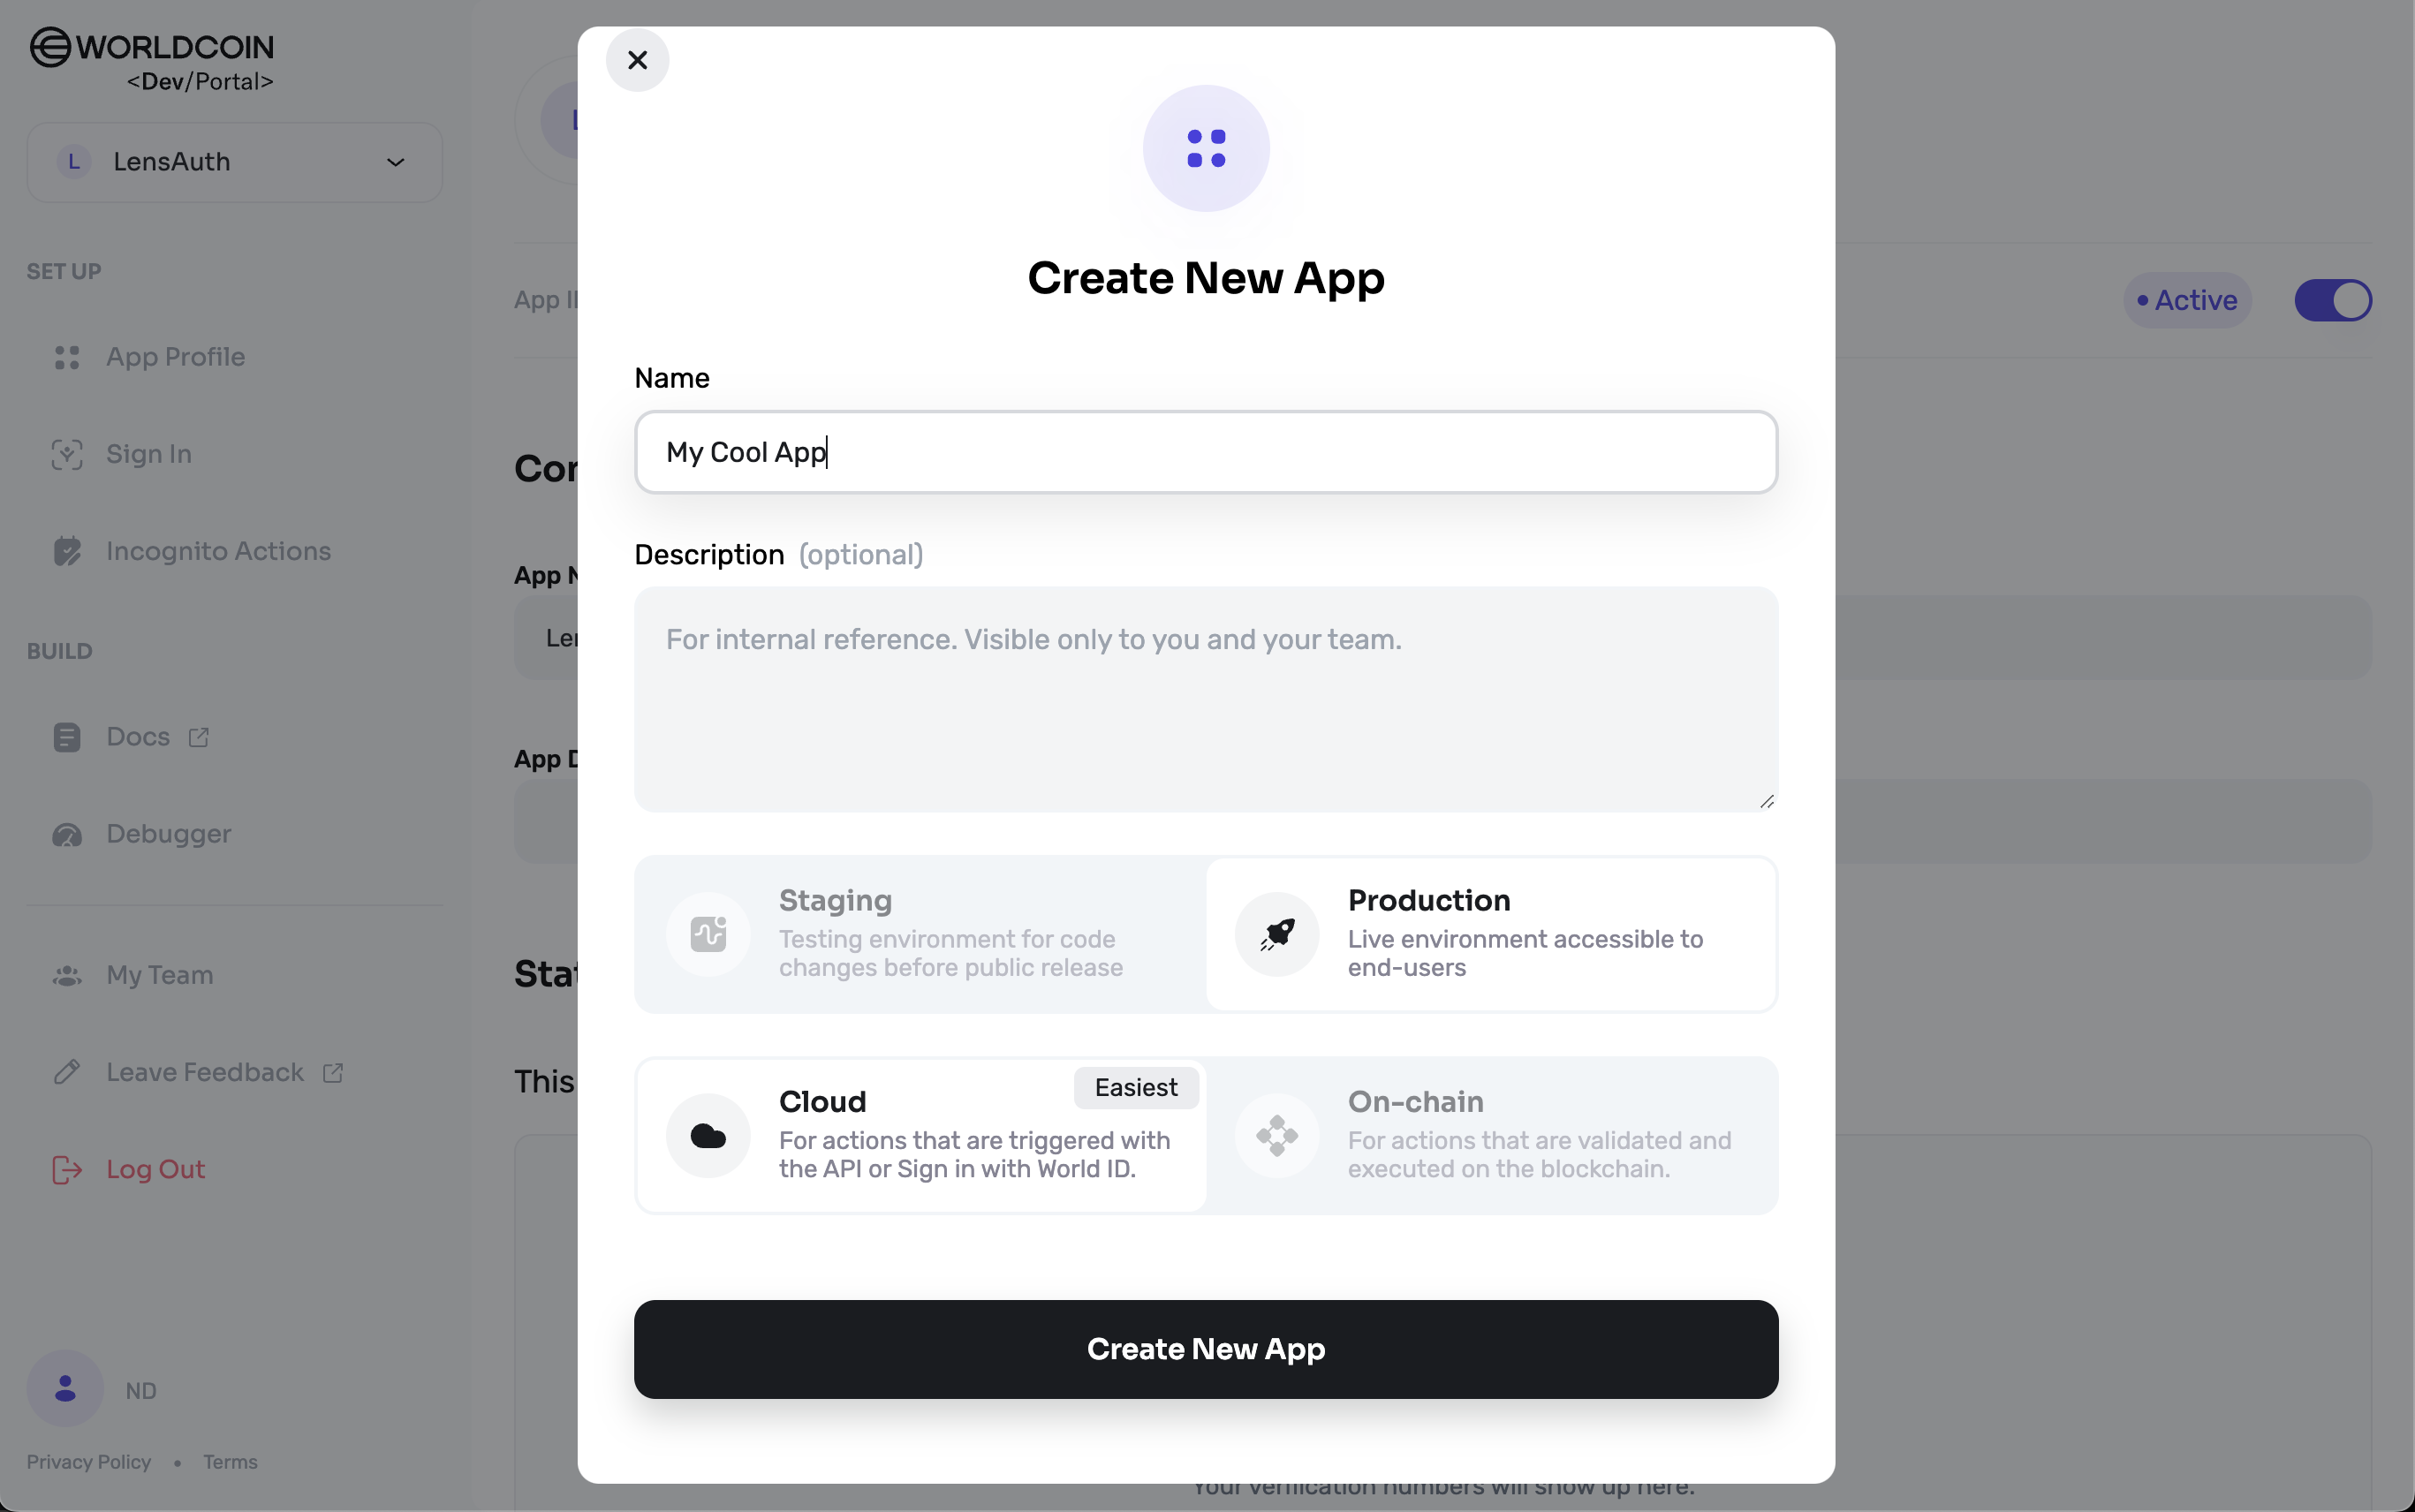 WORLDCOIN
<Dev/Portal>
L
LensAuth
SET UP
App Profile
Sign In
Incognito Actions
BUILD
Docs
Debugger
My Team
Leave Feedback
Log Out
ND
Privacy Policy • Terms
App
Active
App
App
This
Create New App
Name
My Cool App
Description (optional)
For internal reference. Visible only to you and your team.
Staging
Testing environment for code
changes before public release
Production
Live environment accessible to
end-users
Cloud
Easiest
For actions that are triggered with
the API or Sign in with World ID.
On-chain
For actions that are validated and
executed on the blockchain.
Create New App
Your verification numbers will show up here.